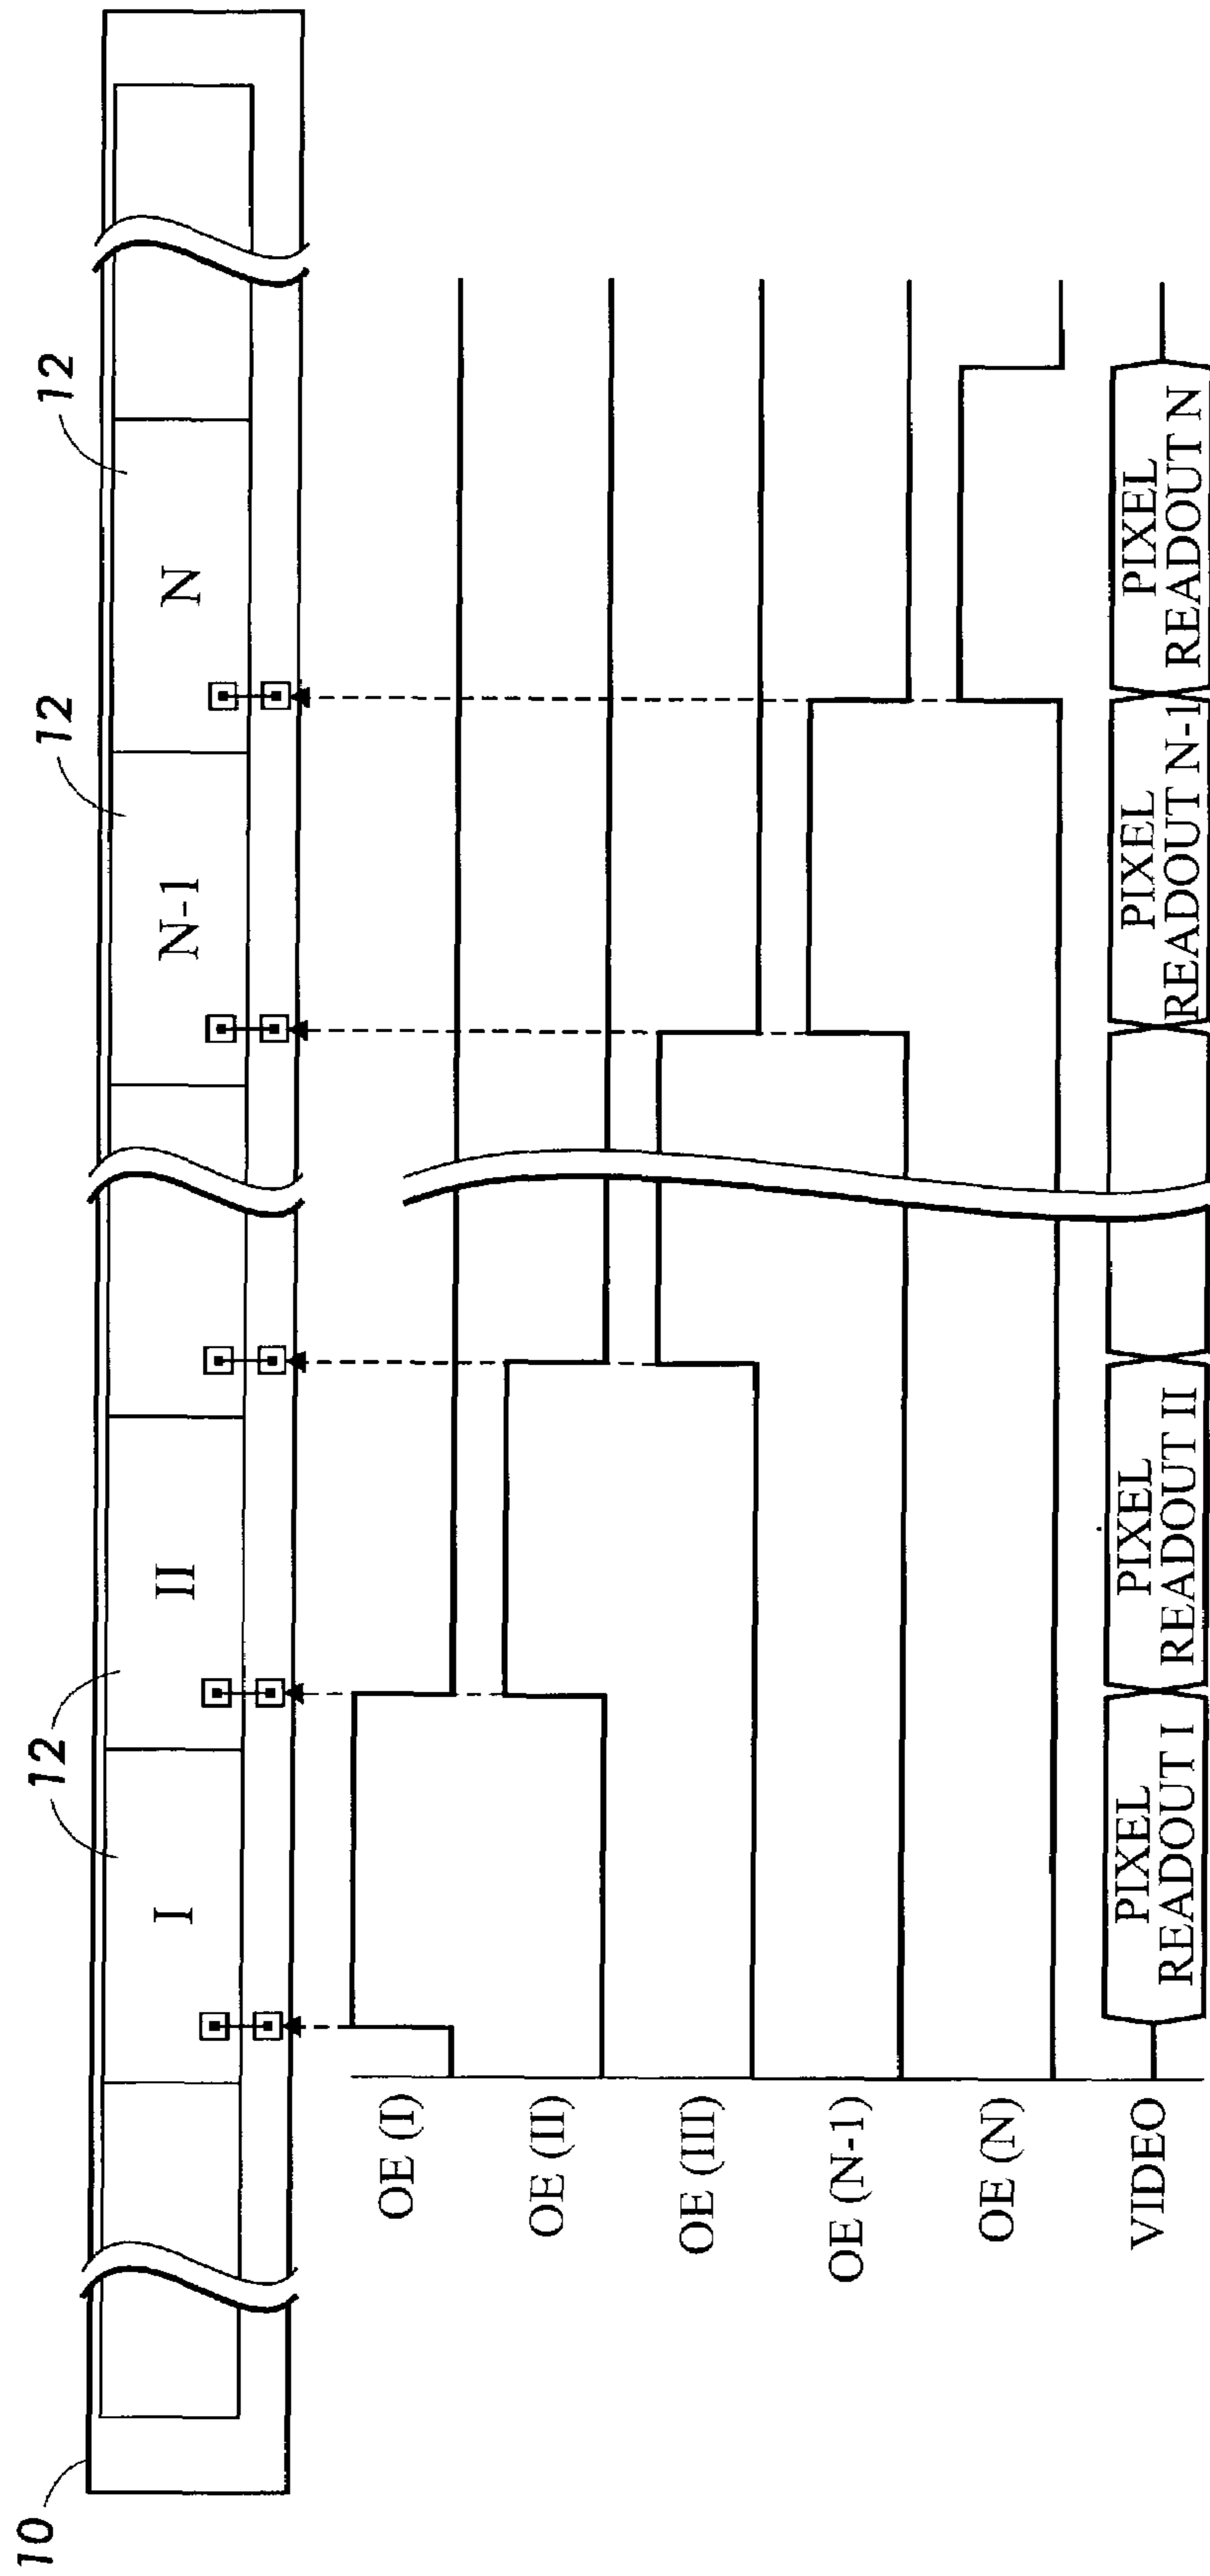 10
12
12
12
I
II
N-1
N
OE (I)
OE (II)
OE (III)
OE (N-1)
OE (N)
VIDEO
PIXEL
READOUT I
PIXEL
READOUT II
PIXEL
READOUT N-1
PIXEL
READOUT N